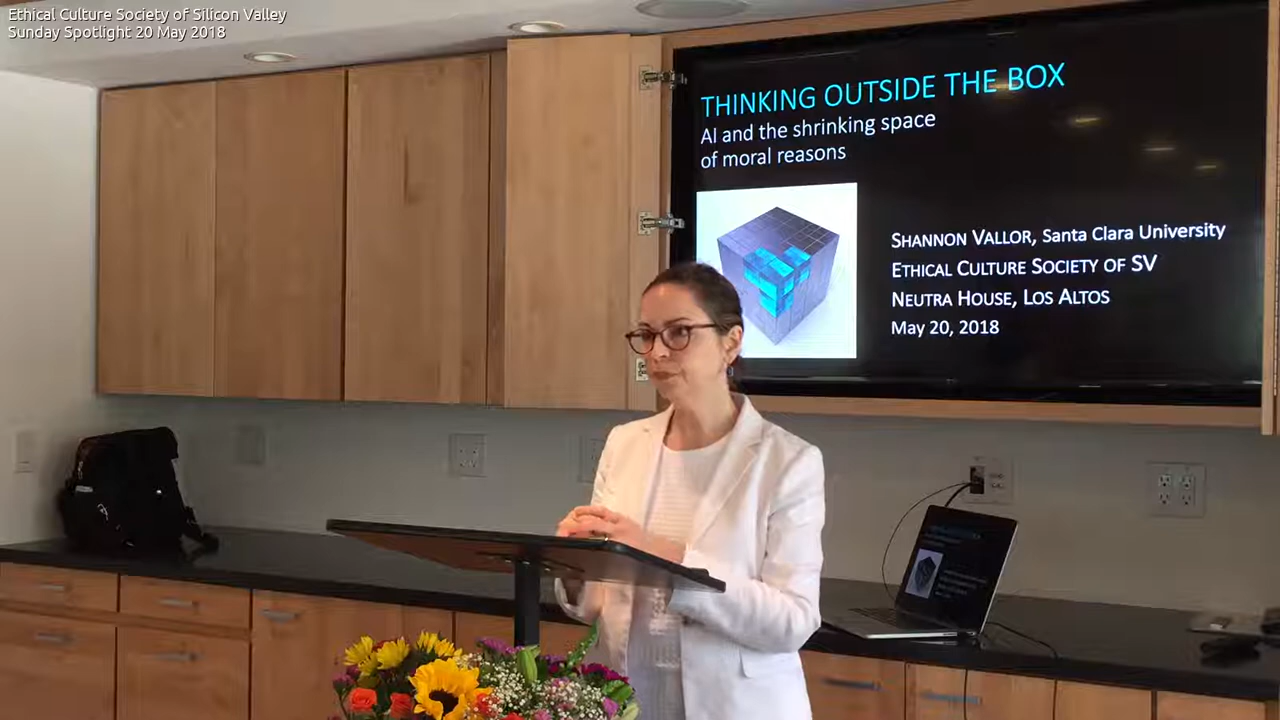 Ethical Culture Society of Silicon Valley
Sunday Spotlight 20 May 2018
THINKING OUTSIDE THE BOX
AI and the shrinking space
of moral reasons
SHANNON VALLOR, Santa Clara University
ETHICAL CULTURE SOCIETY OF SV
NEUTRA HOUSE, LOS ALTOS
May 20, 2018